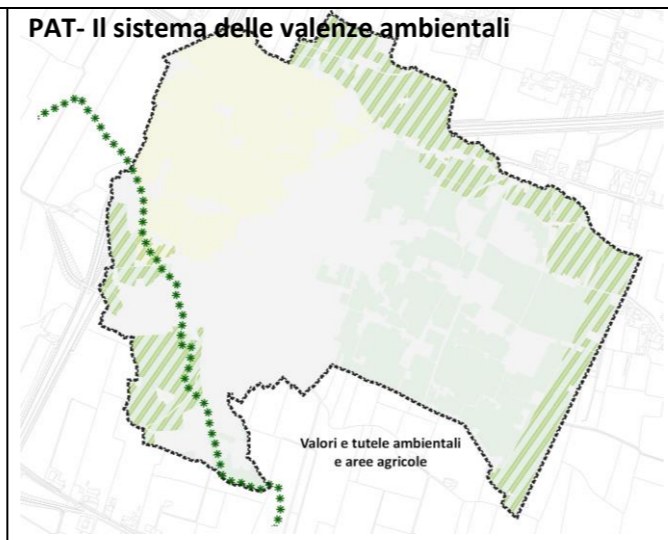 PAT- Il sistema delle valenze ambientali
Valori e tutele ambientali
e aree agricole